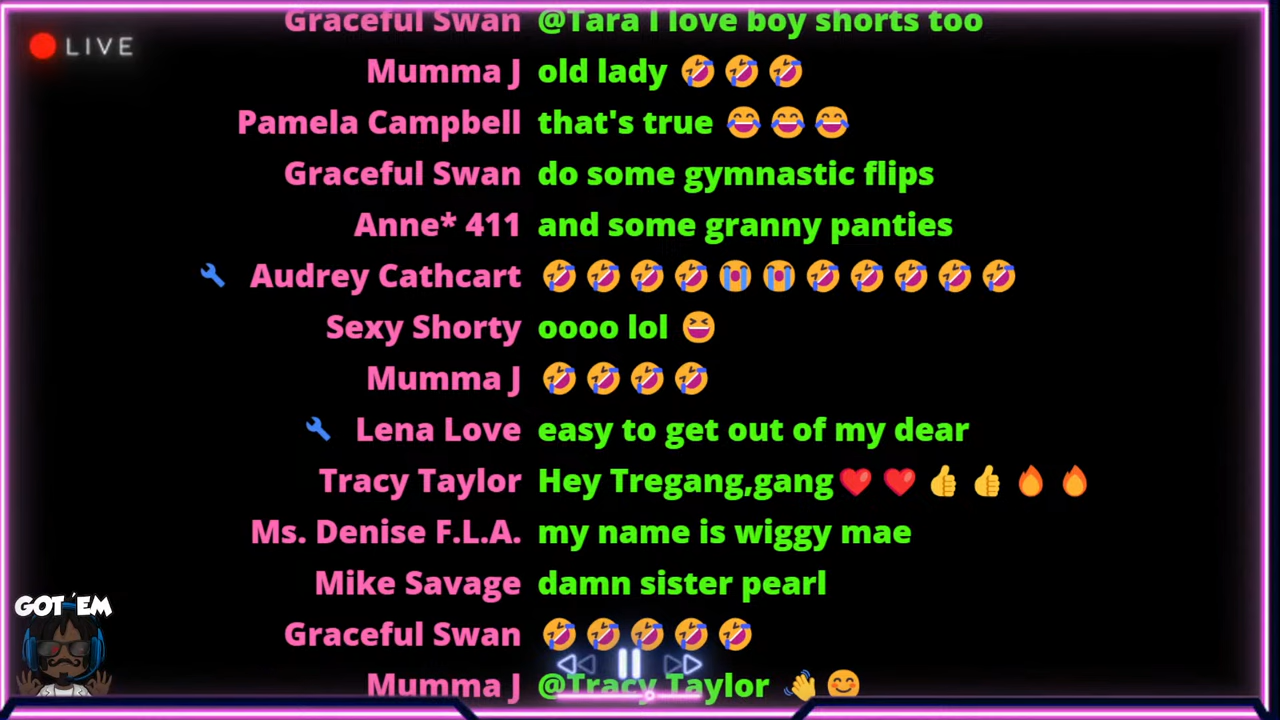 Graceful Swan @Tara I love boy shorts too
LIVE
Mumma J old lady 🤣 🤣 🤣
Pamela Campbell that's true 😂 😂 😂
Graceful Swan do some gymnastic flips
Anne* 411 and some granny panties
Audrey Cathcart 🤣 🤣 🤣 🤣 😭 😭 🤣 🤣 🤣 🤣 🤣
Sexy Shorty oooo lol 😆
Mumma J 🤣 🤣 🤣 🤣
Lena Love easy to get out of my dear
Tracy Taylor Hey Tregang,gang❤️ ❤️ 👍 👍 🔥 🔥
Ms. Denise F.L.A. my name is wiggy mae
Mike Savage damn sister pearl
GOT 'EM
Graceful Swan 🤣 🤣 🤣 🤣 🤣
Mumma J @Tracy Taylor 👋 😊